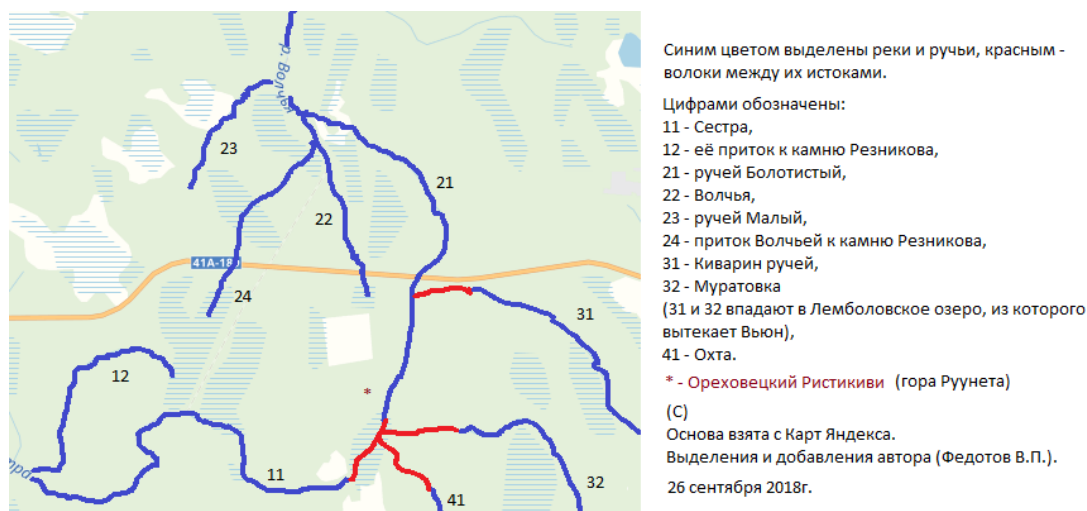 р. Волчья
23
21
22
41А-180
24
31
12
*
11
41
32
Синим цветом выделены реки и ручьи, красным -
волоки между их истоками.
Цифрами обозначены:
11 - Сестра,
12 - её приток к камню Резникова,
21 - ручей Болотистый,
22 - Волчья,
23 - ручей Малый,
24 - приток Волчьей к камню Резникова,
31 - Киварин ручей,
32 - Муратовка
(31 и 32 впадают в Лемболовское озеро, из которого
вытекает Вьюн),
41 - Охта.
* - Ореховецкий Ристикиви (гора Руунета)
(С)
Основа взята с Карт Яндекса.
Выделения и добавления автора (Федотов В.П.).
26 сентября 2018г.